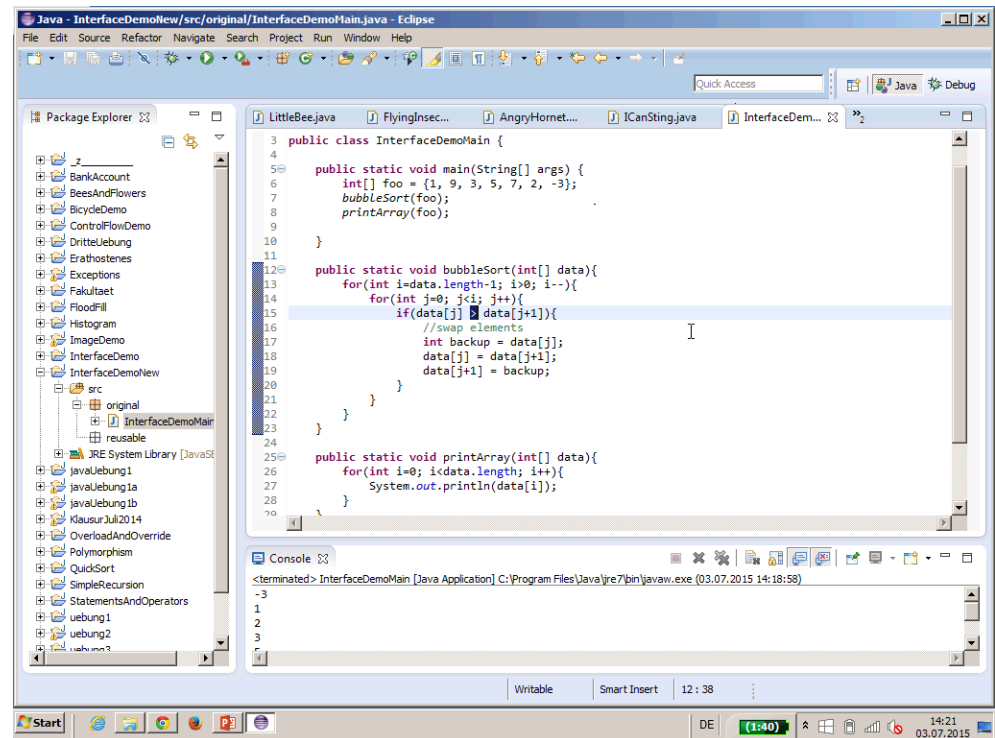 Java - InterfaceDemoNew/src/original/InterfaceDemoMain.java - Eclipse
File Edit Source Refactor Navigate Search Project Run Window Help
Quick Access
Java
Debug
Package Explorer
_z_________
BankAccount
BeesAndFlowers
BicycleDemo
ControlFlowDemo
DritteUebung
Erathostenes
Exceptions
Fakultaet
FloodFill
Histogram
ImageDemo
InterfaceDemo
InterfaceDemoNew
src
original
InterfaceDemoMain
reusable
JRE System Library [JavaSE
javaUebung1
javaUebung1a
javaUebung1b
KlausurJuli2014
OverloadAndOverride
Polymorphism
QuickSort
SimpleRecursion
StatementsAndOperators
uebung1
uebung2
uebung3
LittleBee.java FlyingInsec... AngryHornet.... ICanSting.java InterfaceDem... »2
3 public class InterfaceDemoMain {
4
5 public static void main(String[] args) {
6 int[] foo = {1, 9, 3, 5, 7, 2, -3};
7 bubbleSort(foo);
8 printArray(foo);
9
10 }
11
12 public static void bubbleSort(int[] data){
13 for(int i=data.length-1; i>0; i--){
14 for(int j=0; j<i; j++){
15 if(data[j] > data[j+1]){
16 //swap elements
17 int backup = data[j];
18 data[j] = data[j+1];
19 data[j+1] = backup;
20 }
21 }
22 }
23 }
24
25 public static void printArray(int[] data){
26 for(int i=0; i<data.length; i++){
27 System.out.println(data[i]);
28 }
29 }
Console
<terminated> InterfaceDemoMain [Java Application] C:\Program Files\Java\jre7\bin\javaw.exe (03.07.2015 14:18:58)
-3
1
2
3
5
Writable Smart Insert 12 : 38
Start
DE
(1:40)
14:21
03.07.2015